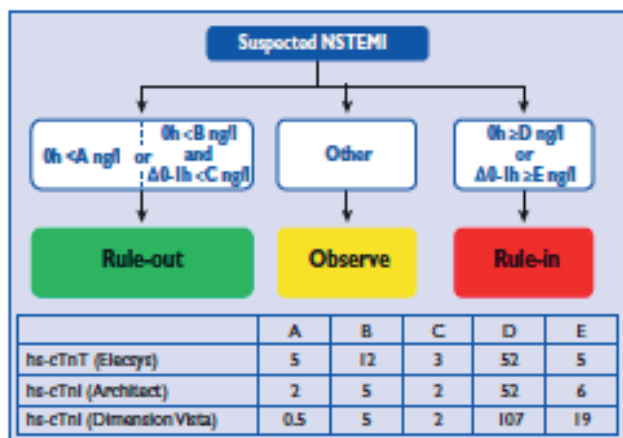 Suspected NSTEMI
0h <A ng/l or
0h <B ng/l
and
Δ0-1h <C ng/l
Other
0h ≥D ng/l
or
Δ0-1h ≥E ng/l
Rule-out
Observe
Rule-in
A B C D E
hs-cTnT (Elecsys) 5 12 3 52 5
hs-cTnI (Architect) 2 5 2 52 6
hs-cTnI (Dimension Vista) 0.5 5 2 107 19